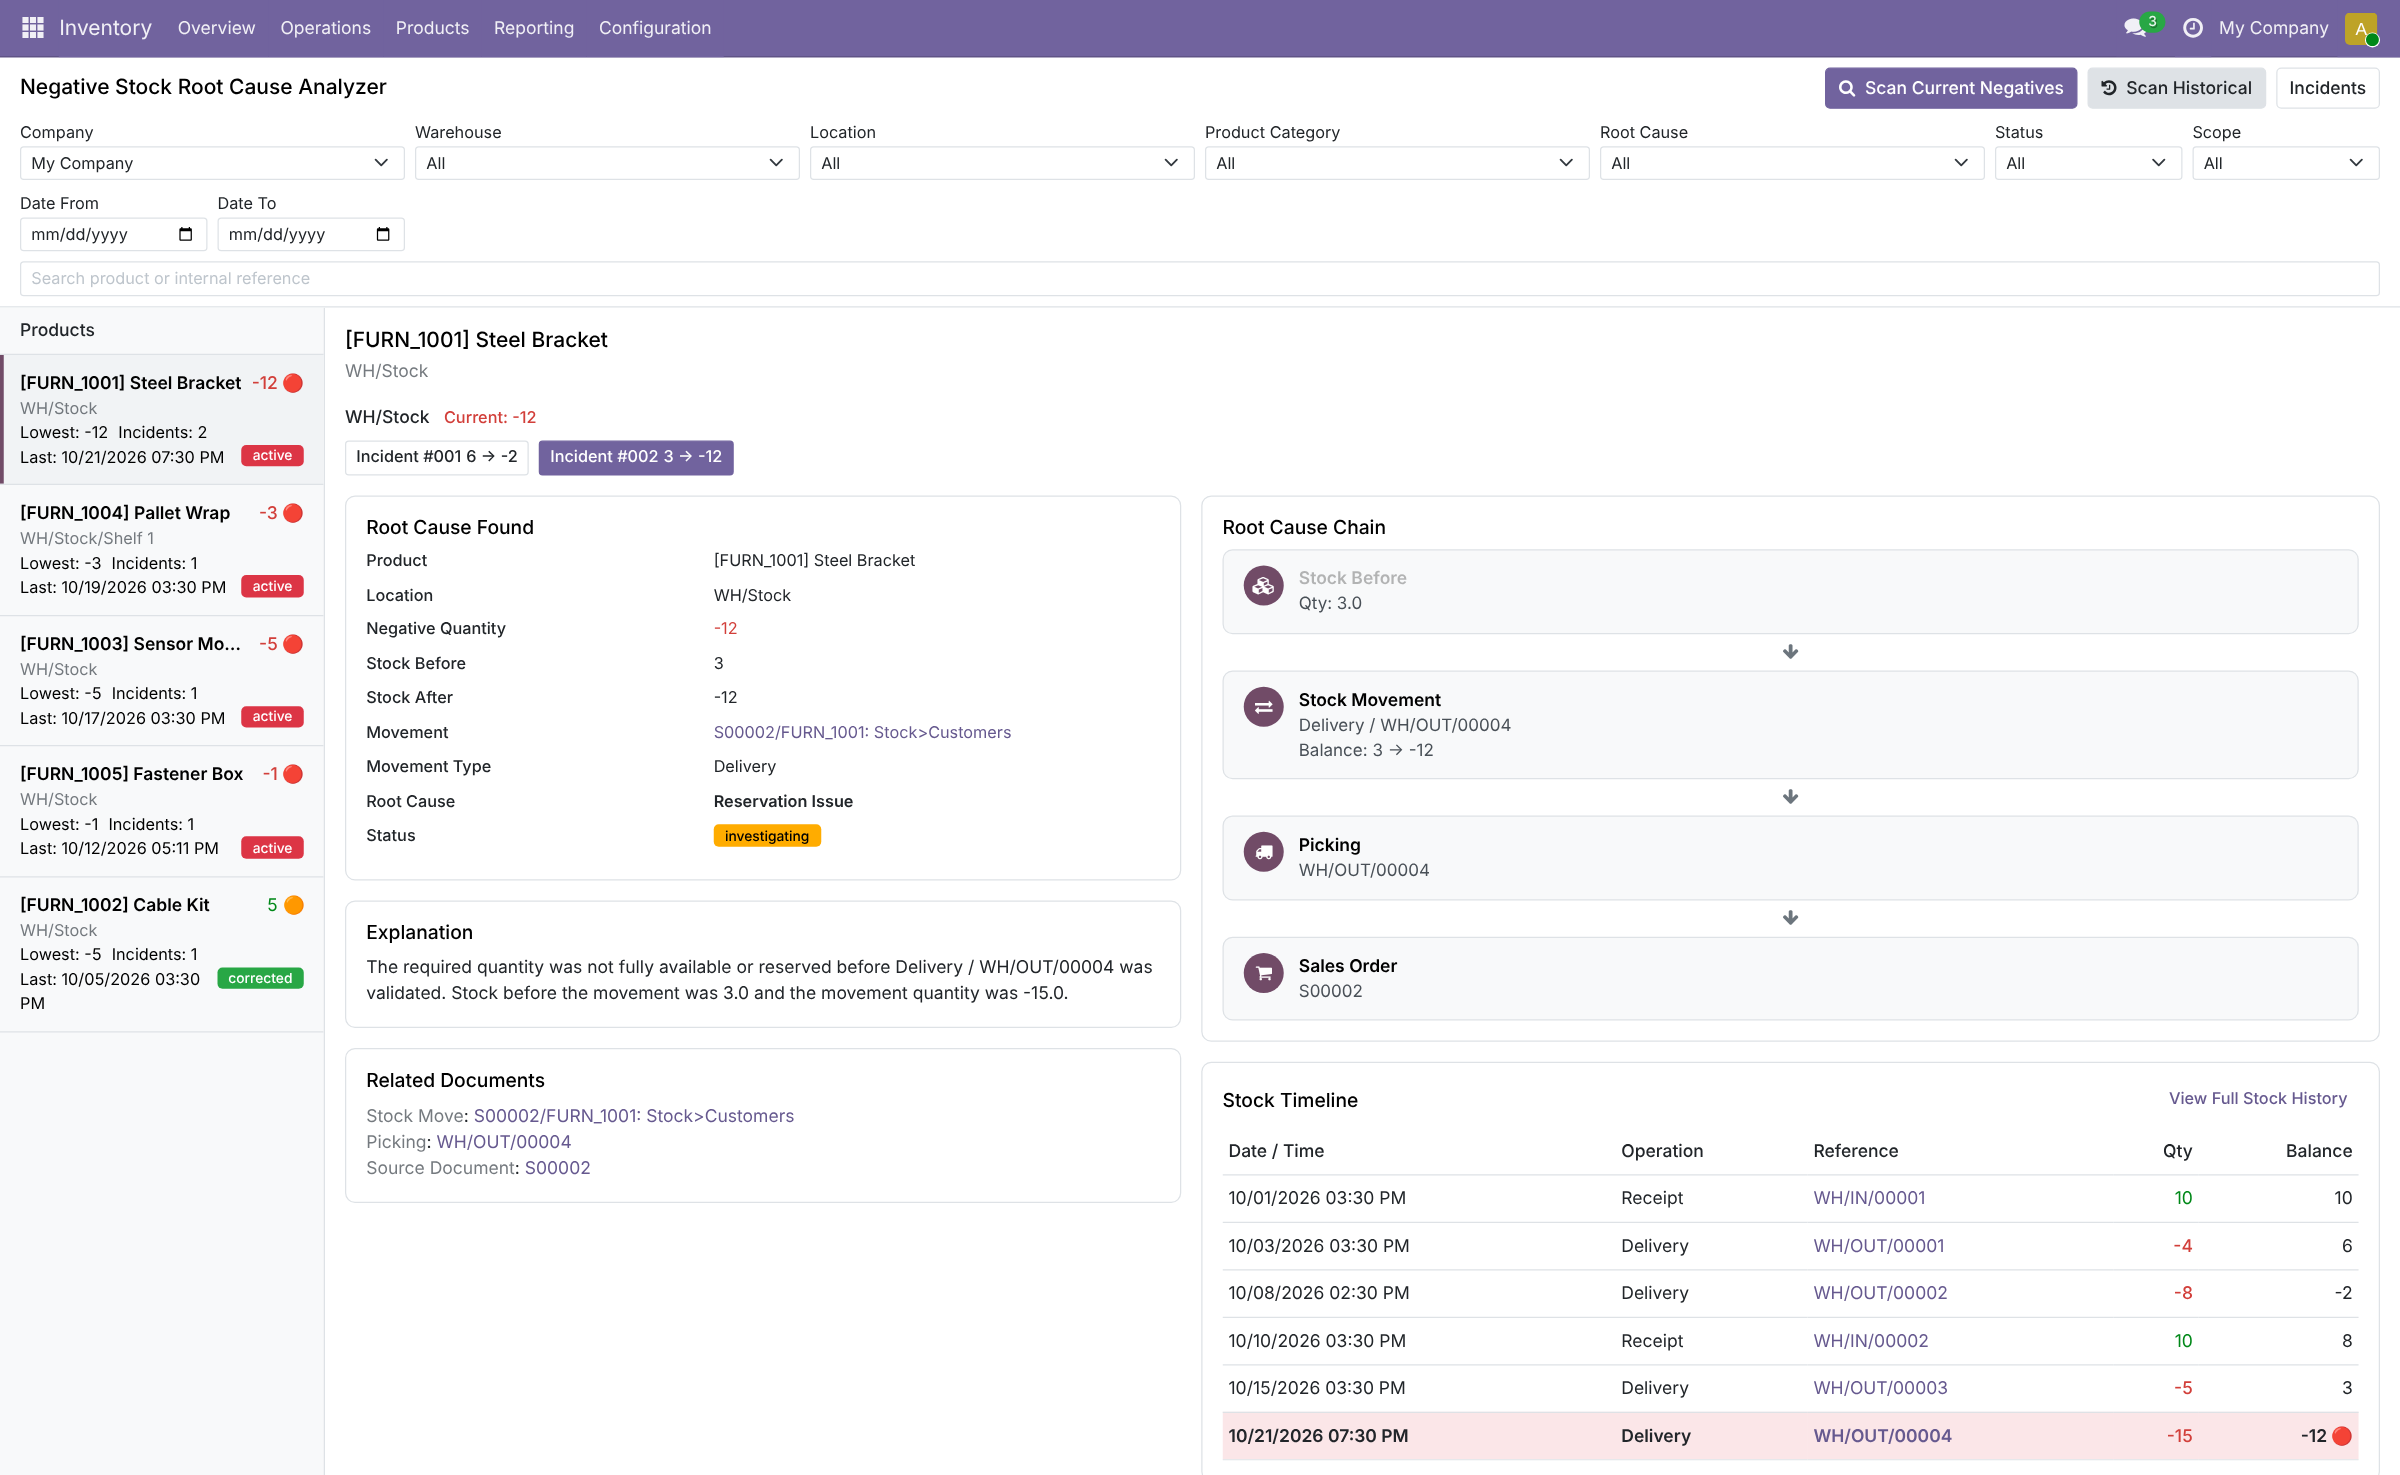 Inventory Overview Operations Products Reporting Configuration 3 My Company A
Negative Stock Root Cause Analyzer Scan Current Negatives Scan Historical Incidents
Company Warehouse Location Product Category Root Cause Status Scope
My Company All All All All All All
Date From Date To
mm/dd/yyyy mm/dd/yyyy
Search product or internal reference
Products
[FURN_1001] Steel Bracket -12
WH/Stock
Lowest: -12 Incidents: 2
Last: 10/21/2026 07:30 PM active
[FURN_1004] Pallet Wrap -3
WH/Stock/Shelf 1
Lowest: -3 Incidents: 1
Last: 10/19/2026 03:30 PM active
[FURN_1003] Sensor Mo... -5
WH/Stock
Lowest: -5 Incidents: 1
Last: 10/17/2026 03:30 PM active
[FURN_1005] Fastener Box -1
WH/Stock
Lowest: -1 Incidents: 1
Last: 10/12/2026 05:11 PM active
[FURN_1002] Cable Kit 5
WH/Stock
Lowest: -5 Incidents: 1
Last: 10/05/2026 03:30 PM corrected
[FURN_1001] Steel Bracket
WH/Stock
WH/Stock Current: -12
Incident #001 6 → -2 Incident #002 3 → -12
Root Cause Found
Product [FURN_1001] Steel Bracket
Location WH/Stock
Negative Quantity -12
Stock Before 3
Stock After -12
Movement S00002/FURN_1001: Stock>Customers
Movement Type Delivery
Root Cause Reservation Issue
Status investigating
Explanation
The required quantity was not fully available or reserved before Delivery / WH/OUT/00004 was
validated. Stock before the movement was 3.0 and the movement quantity was -15.0.
Related Documents
Stock Move: S00002/FURN_1001: Stock>Customers
Picking: WH/OUT/00004
Source Document: S00002
Root Cause Chain
Stock Before
Qty: 3.0
Stock Movement
Delivery / WH/OUT/00004
Balance: 3 → -12
Picking
WH/OUT/00004
Sales Order
S00002
Stock Timeline View Full Stock History
Date / Time Operation Reference Qty Balance
10/01/2026 03:30 PM Receipt WH/IN/00001 10 10
10/03/2026 03:30 PM Delivery WH/OUT/00001 -4 6
10/08/2026 02:30 PM Delivery WH/OUT/00002 -8 -2
10/10/2026 03:30 PM Receipt WH/IN/00002 10 8
10/15/2026 03:30 PM Delivery WH/OUT/00003 -5 3
10/21/2026 07:30 PM Delivery WH/OUT/00004 -15 -12